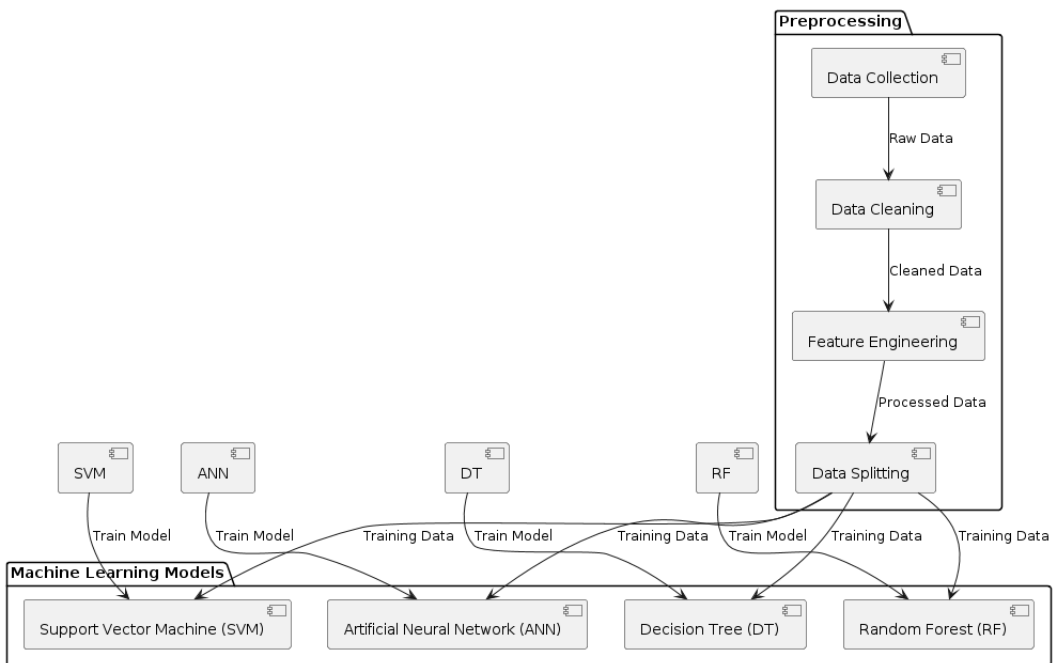 Preprocessing
Data Collection
Raw Data
Data Cleaning
Cleaned Data
Feature Engineering
Processed Data
SVM
ANN
DT
RF
Data Splitting
Train Model
Train Model
Training Data
Train Model
Training Data
Train Model
Training Data
Training Data
Machine Learning Models
Support Vector Machine (SVM)
Artificial Neural Network (ANN)
Decision Tree (DT)
Random Forest (RF)